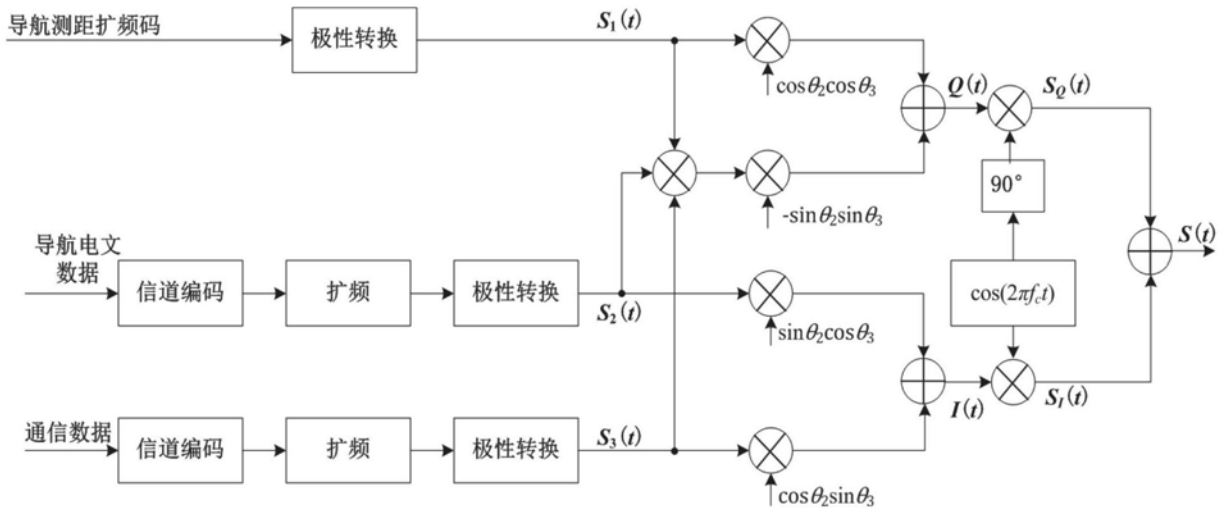 导航测距扩频码
极性转换
S₁(t)
cosθ₂cosθ₃
Q(t)
S_Q(t)
90°
-sinθ₂sinθ₃
导航电文
数据
信道编码
扩频
极性转换
S₂(t)
sinθ₂cosθ₃
cos(2πf_ct)
S(t)
通信数据
信道编码
扩频
极性转换
S₃(t)
cosθ₂sinθ₃
I(t)
S_I(t)